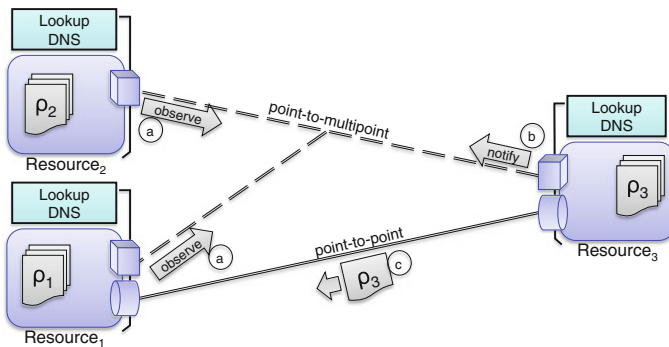 Lookup
DNS
ρ2
Resource2
a
observe
point-to-multipoint
b
notify
Lookup
DNS
ρ3
Resource3
Lookup
DNS
ρ1
Resource1
observe
a
point-to-point
ρ3
c